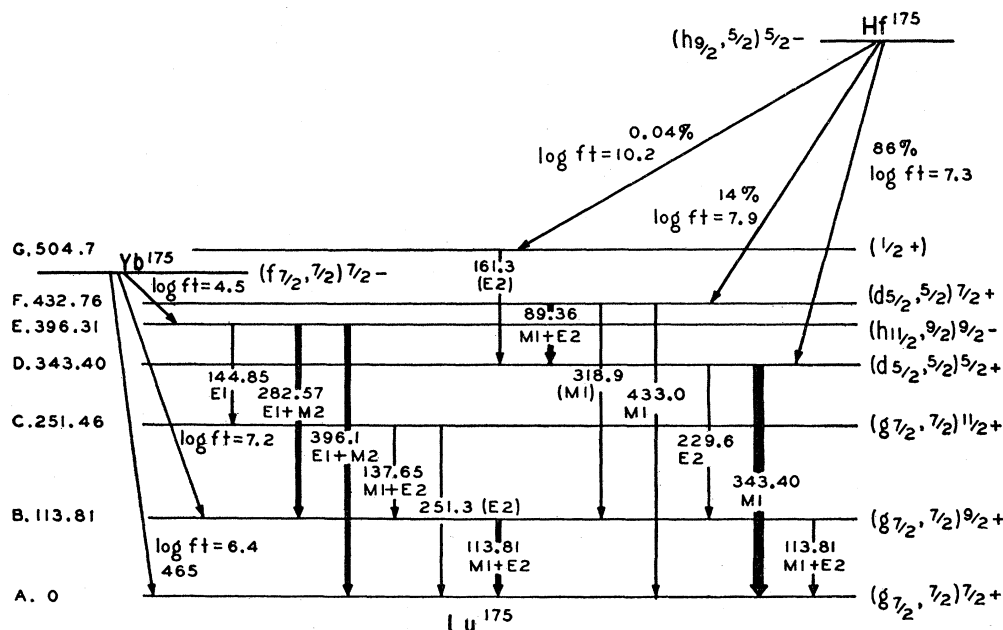 Hf175
(h9/2, 5/2) 5/2-
0.04%
log ft = 10.2
86%
log ft = 7.3
14%
log ft = 7.9
G. 504.7
(1/2+)
Yb175
(f7/2, 7/2) 7/2-
161.3
(E2)
log ft = 4.5
F. 432.76
(d5/2, 5/2) 7/2+
89.36
M1+E2
E. 396.31
(h11/2, 9/2) 9/2-
D. 343.40
(d5/2, 5/2) 5/2+
144.85
E1
282.57
E1+M2
318.9
(M1)
433.0
M1
C. 251.46
(g7/2, 7/2) 11/2+
log ft = 7.2
396.1
E1+M2
229.6
E2
137.65
M1+E2
343.40
M1
251.3 (E2)
B. 113.81
(g7/2, 7/2) 9/2+
log ft = 6.4
465
113.81
M1+E2
113.81
M1+E2
A. 0
(g7/2, 7/2) 7/2+
Lu175